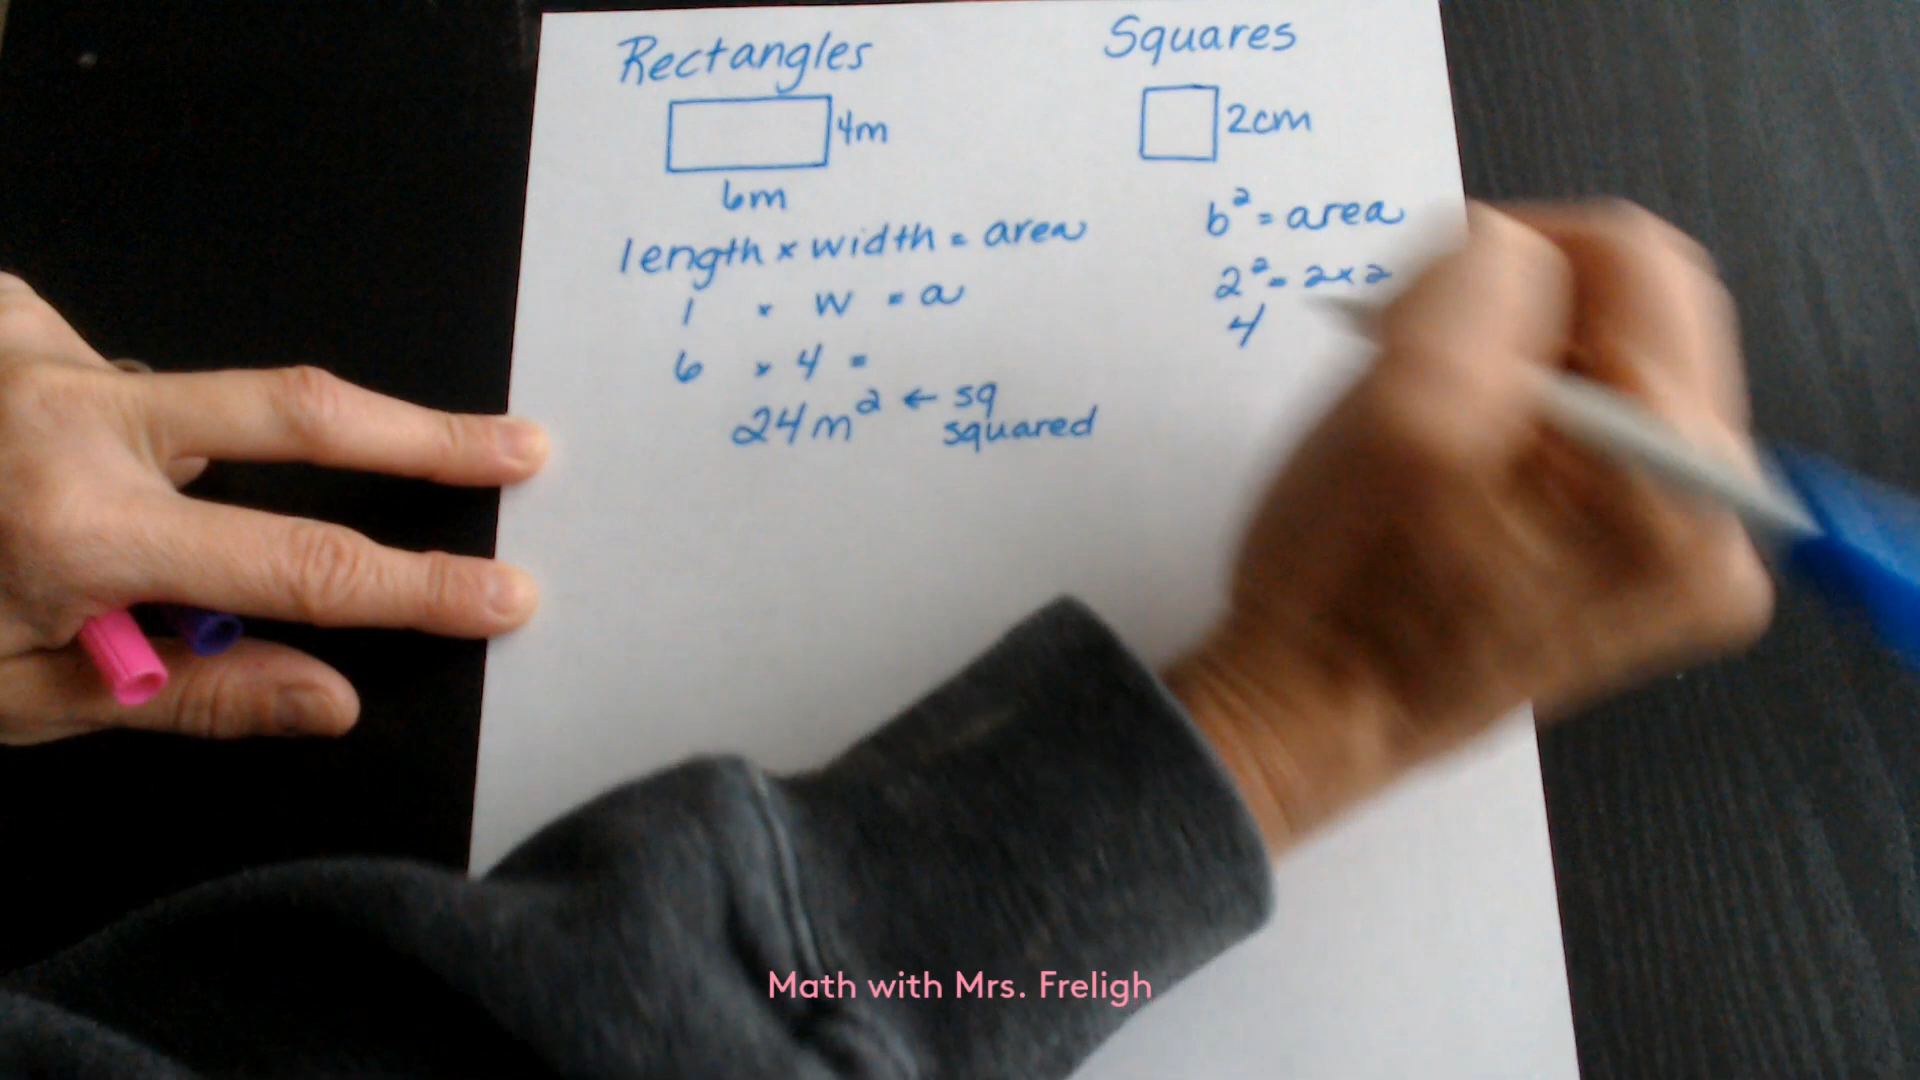 Rectangles
4m
6m
length x width = area
l x w = a
6 x 4 =
24m² ← sq
squared
Squares
2cm
b² = area
2² = 2x2
4
Math with Mrs. Freligh